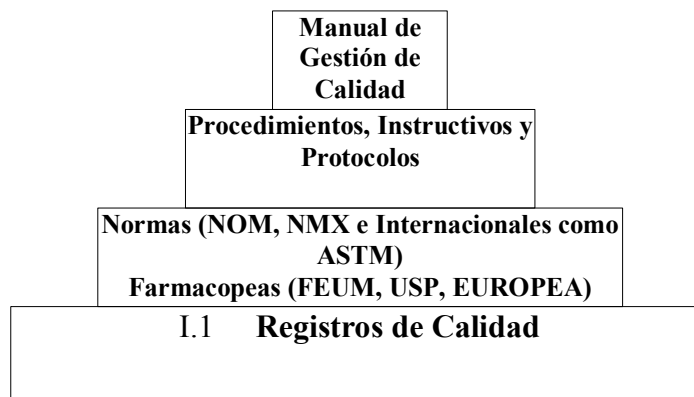 Manual de
Gestión de
Calidad
Procedimientos, Instructivos y
Protocolos
Normas (NOM, NMX e Internacionales como
ASTM)
Farmacopeas (FEUM, USP, EUROPEA)
I.1 Registros de Calidad